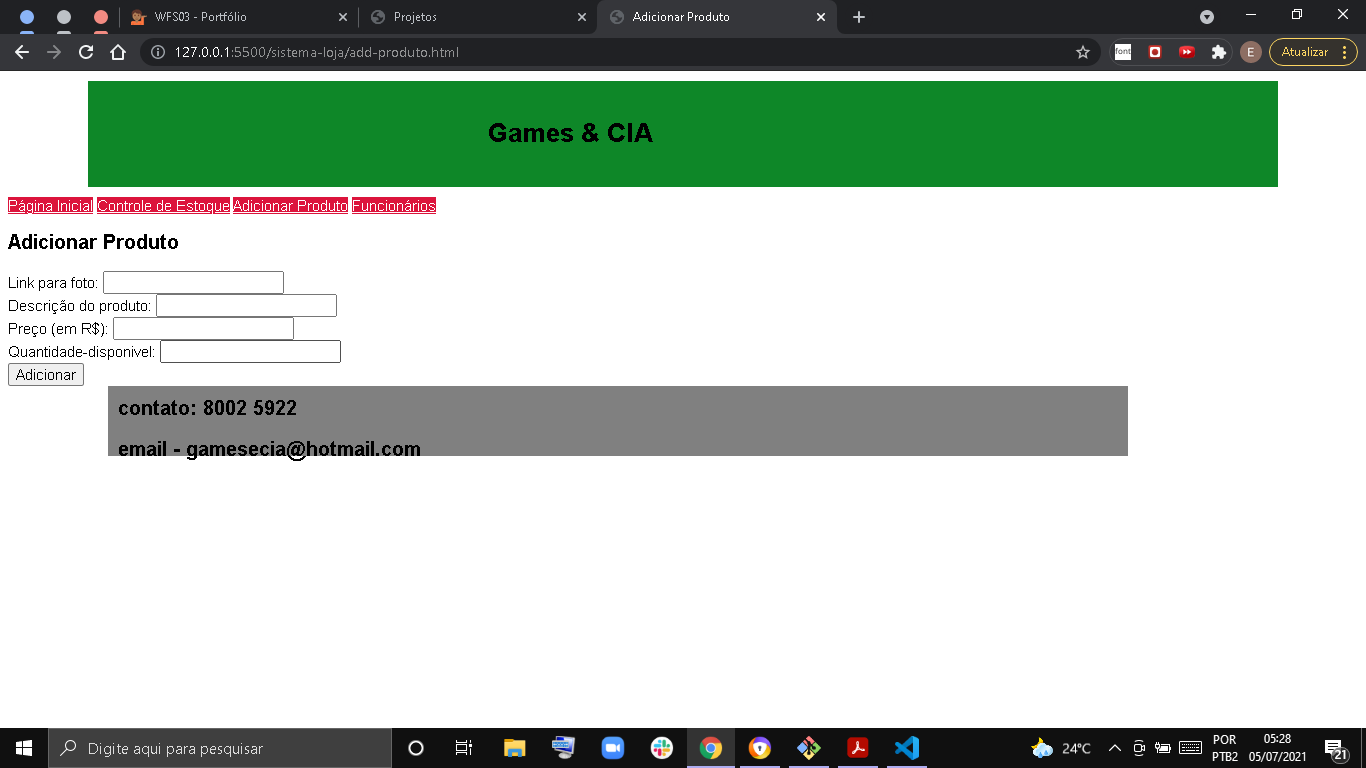 WFS03 - Portfólio
Projetos
Adicionar Produto
127.0.0.1:5500/sistema-loja/add-produto.html
font
E
Atualizar
Games & CIA
Página Inicial Controle de Estoque Adicionar Produto Funcionários
Adicionar Produto
Link para foto:
Descrição do produto:
Preço (em R$):
Quantidade-disponivel:
Adicionar
contato: 8002 5922
email - gamesecia@hotmail.com
Digite aqui para pesquisar
24°C
POR
PTB2
05:28
05/07/2021
21